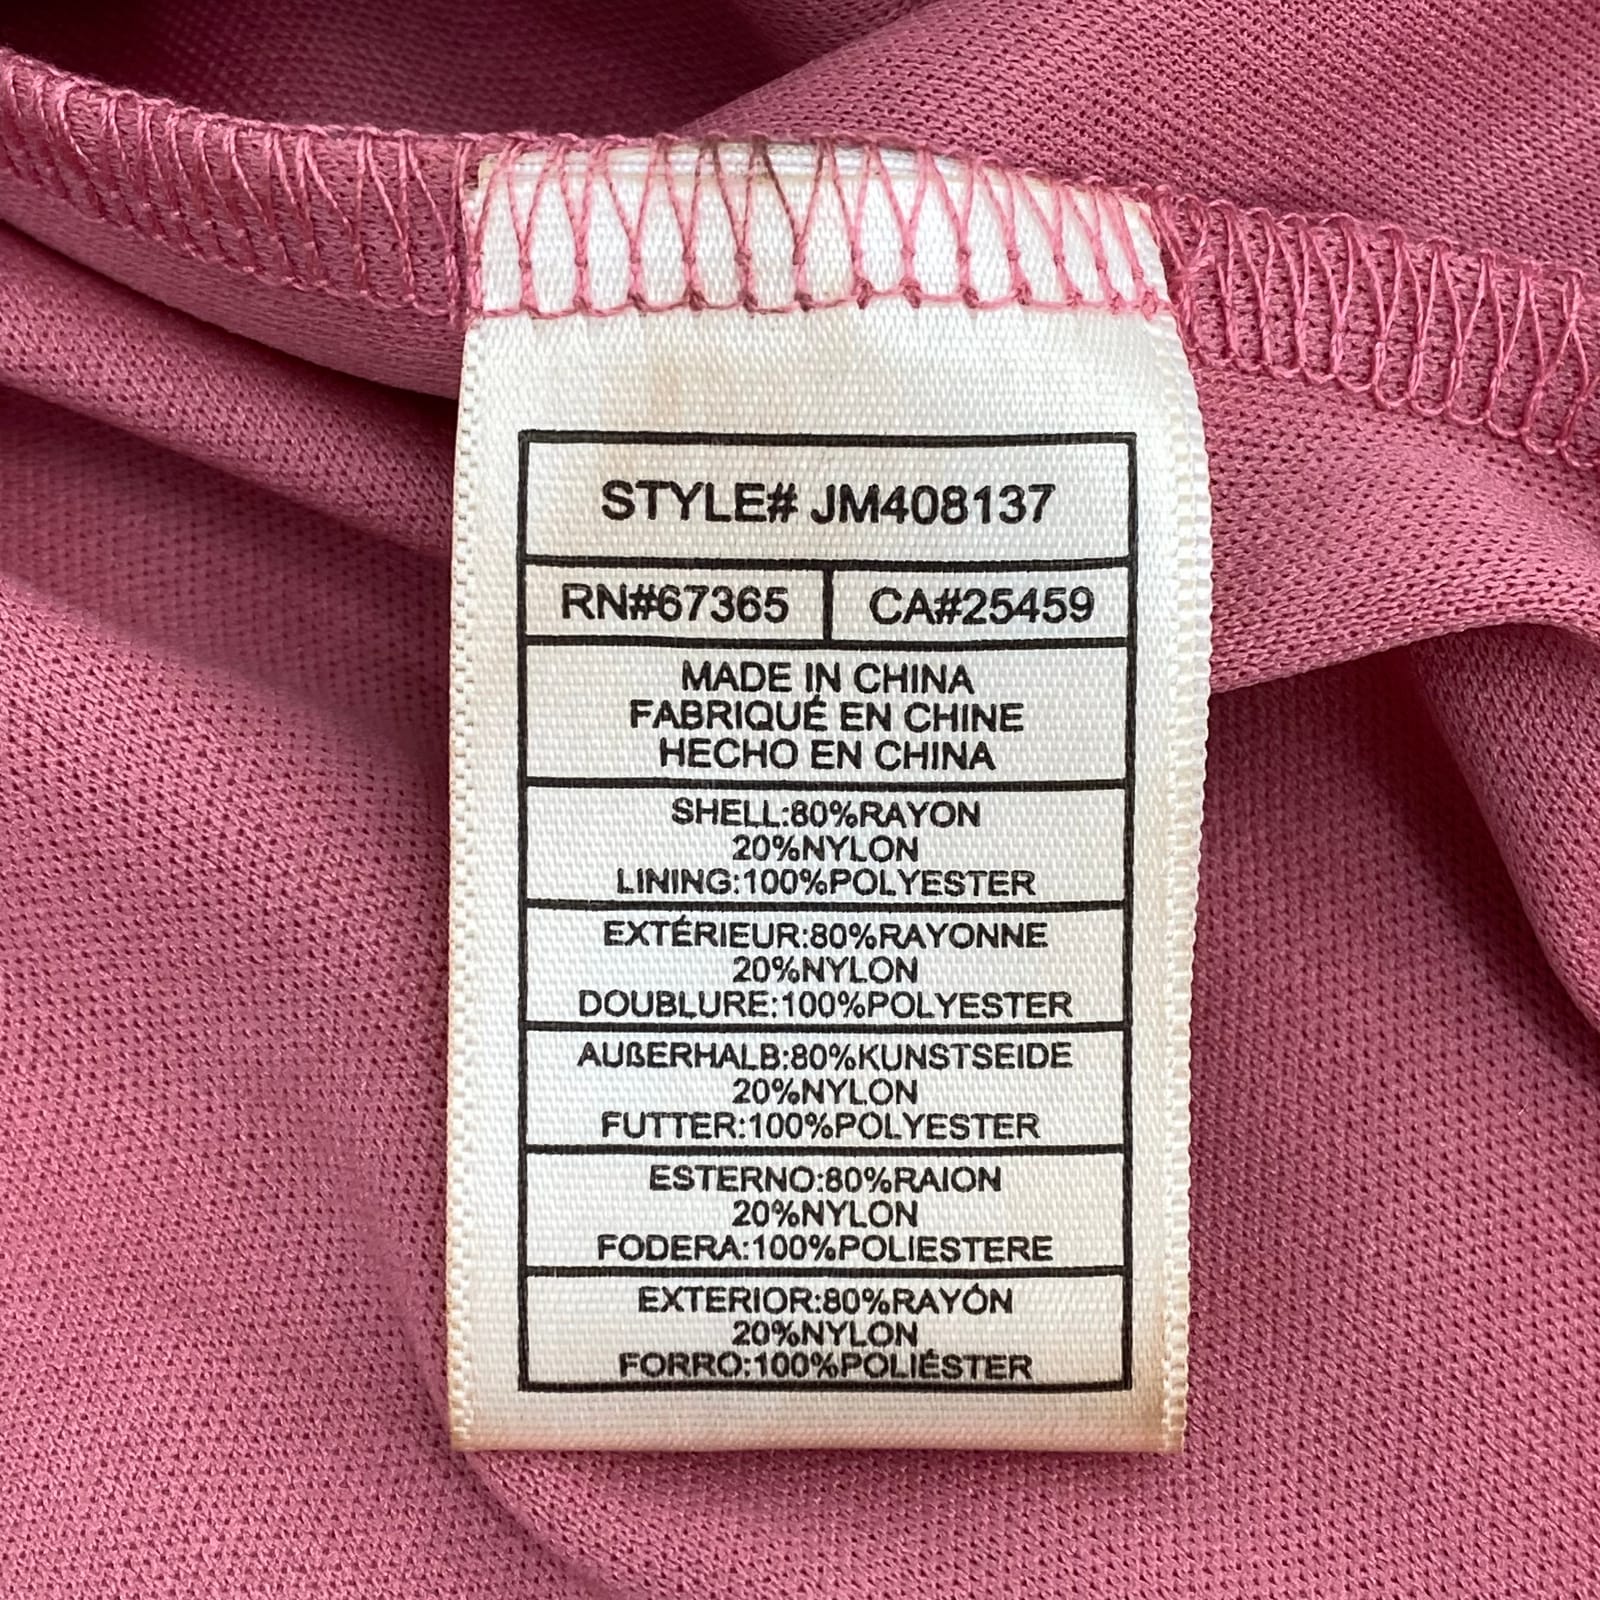 STYLE# JM408137
RN#67365 CA#25459
MADE IN CHINA
FABRIQUÉ EN CHINE
HECHO EN CHINA
SHELL:80%RAYON
20%NYLON
LINING:100%POLYESTER
EXTÉRIEUR:80%RAYONNE
20%NYLON
DOUBLURE:100%POLYESTER
AUßERHALB:80%KUNSTSEIDE
20%NYLON
FUTTER:100%POLYESTER
ESTERNO:80%RAION
20%NYLON
FODERA:100%POLIESTERE
EXTERIOR:80%RAYÓN
20%NYLON
FORRO:100%POLIÉSTER